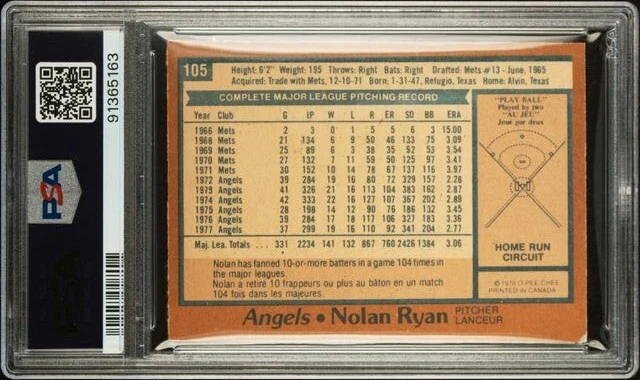 91365163
PSA
105 Height: 6'2" Weight: 195 Throws: Right Bats: Right Drafted: Mets #13 - June, 1965
Acquired: Trade with Mets, 12-10-71 Born: 1-31-47, Refugio, Texas Home: Alvin, Texas
COMPLETE MAJOR LEAGUE PITCHING RECORD
Year Club G IP W L R ER SO BB ERA
1966 Mets 2 3 0 1 5 5 6 3 15.00
1968 Mets 21 134 6 9 50 46 133 75 3.09
1969 Mets 25 89 6 3 38 35 92 53 3.54
1970 Mets 27 132 7 11 59 50 125 97 3.41
1971 Mets 30 152 10 14 78 67 137 116 3.97
1972 Angels 39 284 19 16 80 72 329 157 2.28
1973 Angels 41 326 21 16 113 104 383 162 2.87
1974 Angels 42 333 22 16 127 107 367 202 2.89
1975 Angels 28 198 14 12 90 76 186 132 3.45
1976 Angels 39 284 17 18 117 106 327 183 3.36
1977 Angels 37 299 19 16 110 92 341 204 2.77
Maj. Lea. Totals ... 331 2234 141 132 867 760 2426 1384 3.06
Nolan has fanned 10-or-more batters in a game 104 times in
the major leagues.
Nolan a retiré 10 frappeurs ou plus au bâton en un match
104 fois dans les majeures.
"PLAY BALL"
Played by two
"AU JEU"
Joué par deux
HOME RUN
CIRCUIT
© 1978 O-PEE-CHEE
PRINTED IN CANADA
Angels • Nolan Ryan PITCHER
LANCEUR